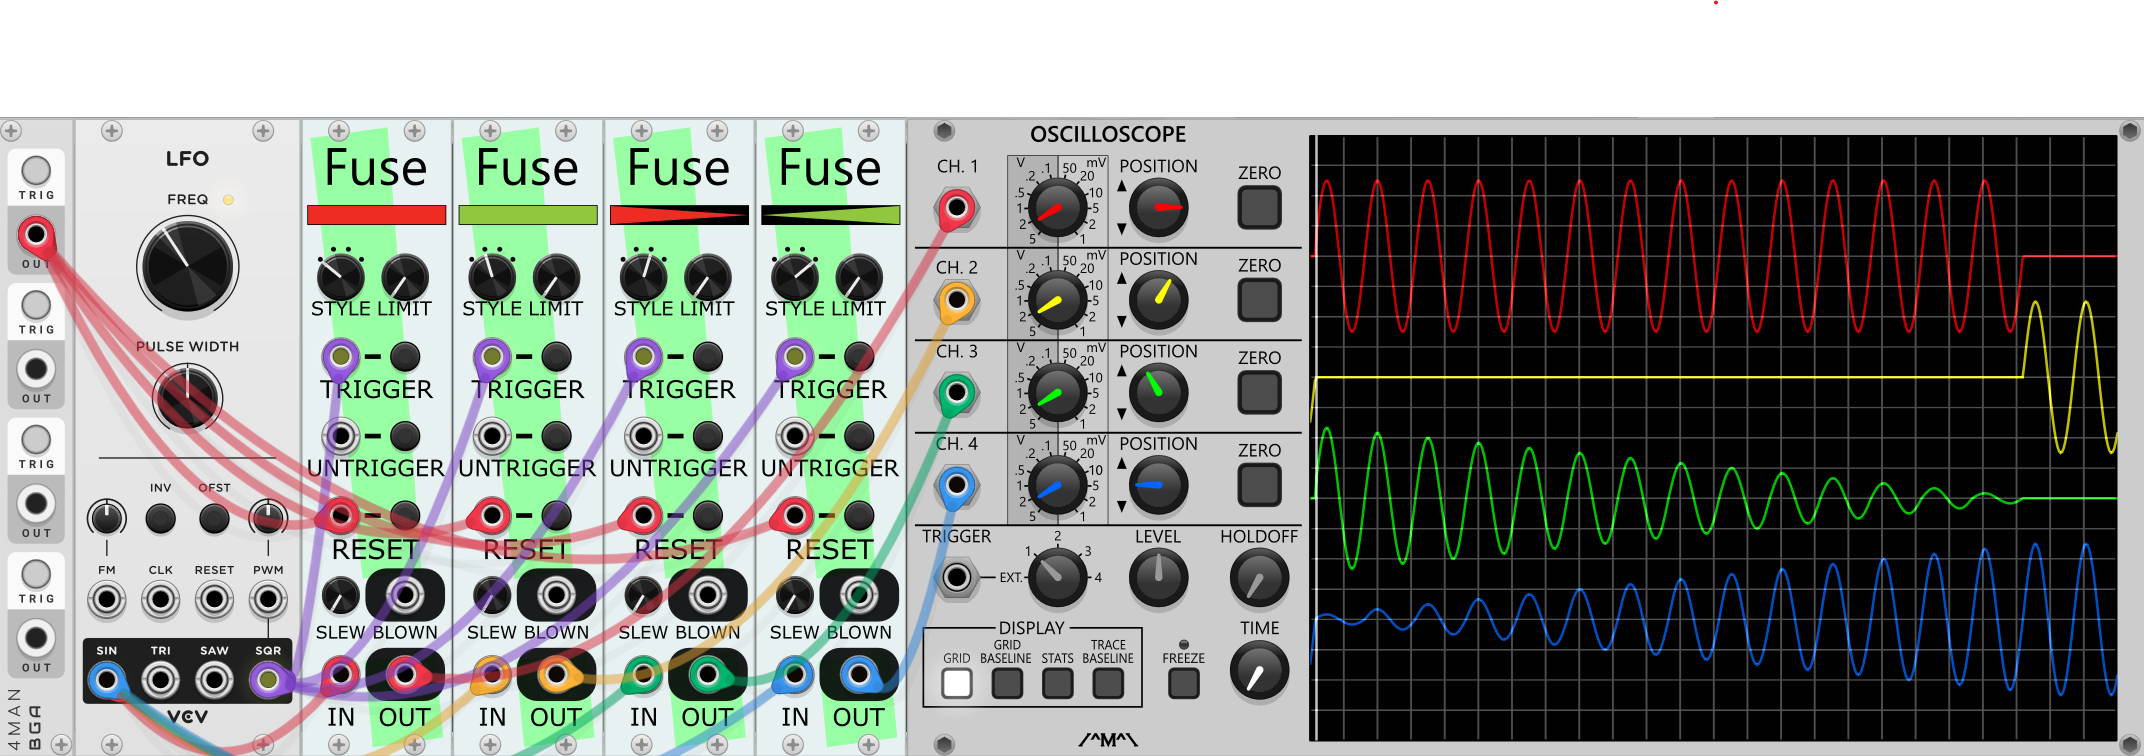 TRIG
OUT
TRIG
OUT
TRIG
OUT
TRIG
OUT
4MAN
BGA
LFO
FREQ
PULSE WIDTH
INV OFST
FM CLK RESET PWM
SIN TRI SAW SQR
VCV
Fuse
STYLE LIMIT
TRIGGER
UNTRIGGER
RESET
SLEW BLOWN
IN OUT
Fuse
STYLE LIMIT
TRIGGER
UNTRIGGER
RESET
SLEW BLOWN
IN OUT
Fuse
STYLE LIMIT
TRIGGER
UNTRIGGER
RESET
SLEW BLOWN
IN OUT
Fuse
STYLE LIMIT
TRIGGER
UNTRIGGER
RESET
SLEW BLOWN
IN OUT
OSCILLOSCOPE
CH. 1 POSITION ZERO
V .1 50 mV
.2 20
.5 10
1 5
2 2
5 1
CH. 2 POSITION ZERO
V .1 50 mV
.2 20
.5 10
1 5
2 2
5 1
CH. 3 POSITION ZERO
V .1 50 mV
.2 20
.5 10
1 5
2 2
5 1
CH. 4 POSITION ZERO
V .1 50 mV
.2 20
.5 10
1 5
2 2
5 1
TRIGGER LEVEL HOLDOFF
2
1 3
EXT. 4
DISPLAY TIME
GRID GRID BASELINE STATS TRACE BASELINE FREEZE
/^M^\